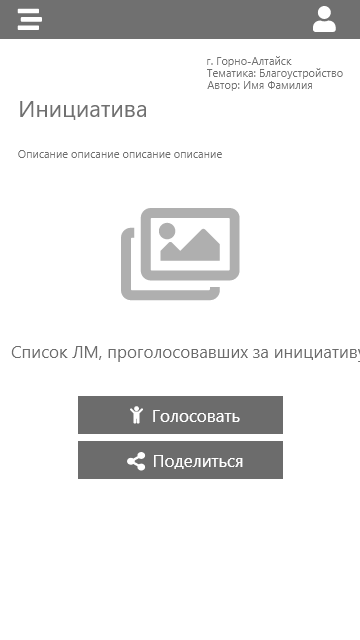 г. Горно-Алтайск
Тематика: Благоустройство
Автор: Имя Фамилия
Инициатива
Описание описание описание описание
Список ЛМ, проголосовавших за инициативу
Голосовать
Поделиться